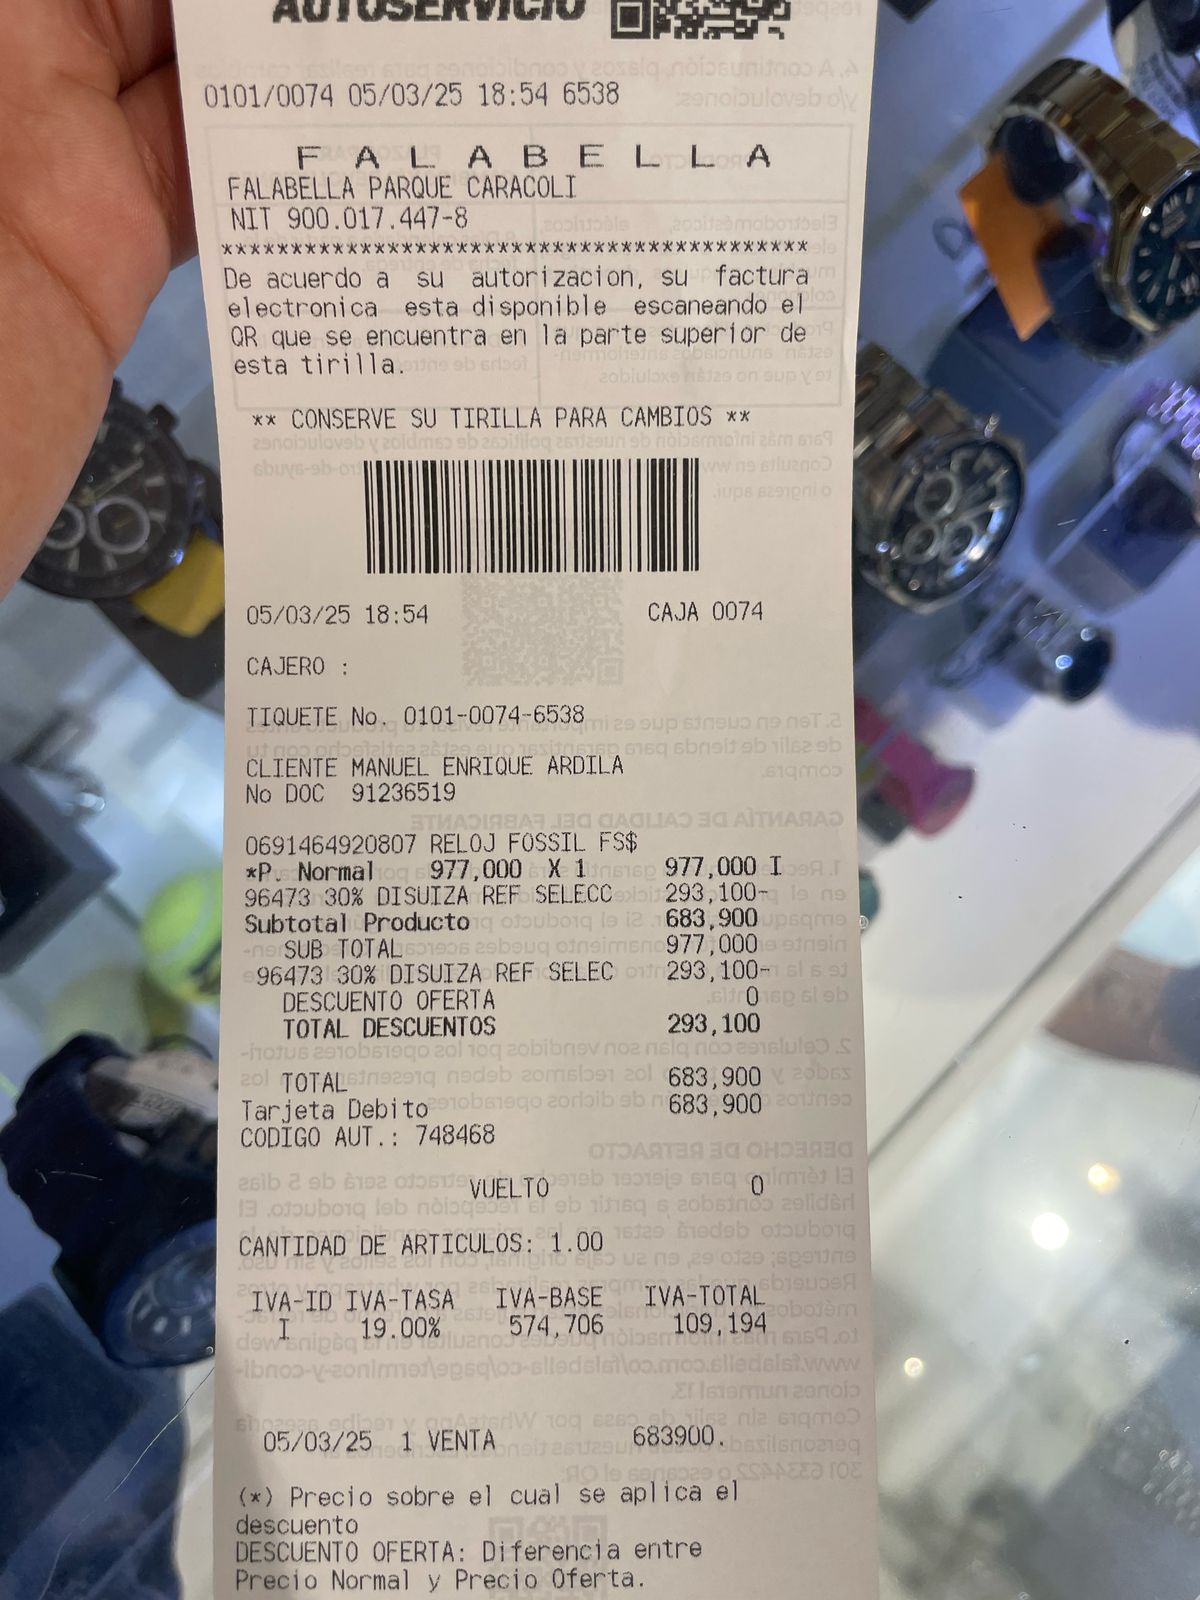 AUTOSERVICIO
0101/0074 05/03/25 18:54 6538
FALABELLA
FALABELLA PARQUE CARACOLI
NIT 900.017.447-8
******************************************
De acuerdo a su autorizacion, su factura
electronica esta disponible escaneando el
QR que se encuentra en la parte superior de
esta tirilla.
** CONSERVE SU TIRILLA PARA CAMBIOS **
05/03/25 18:54 CAJA 0074
CAJERO :
TIQUETE No. 0101-0074-6538
CLIENTE MANUEL ENRIQUE ARDILA
No DOC 91236519
0691464920807 RELOJ FOSSIL FS$
*P. Normal 977,000 X 1 977,000 I
96473 30% DISUIZA REF SELECC 293,100-
Subtotal Producto 683,900
SUB TOTAL 977,000
96473 30% DISUIZA REF SELEC 293,100-
DESCUENTO OFERTA 0
TOTAL DESCUENTOS 293,100
TOTAL 683,900
Tarjeta Debito 683,900
CODIGO AUT.: 748468
VUELTO 0
CANTIDAD DE ARTICULOS: 1.00
IVA-ID IVA-TASA IVA-BASE IVA-TOTAL
I 19.00% 574,706 109,194
05/03/25 1 VENTA 683900.
(*) Precio sobre el cual se aplica el
descuento
DESCUENTO OFERTA: Diferencia entre
Precio Normal y Precio Oferta.